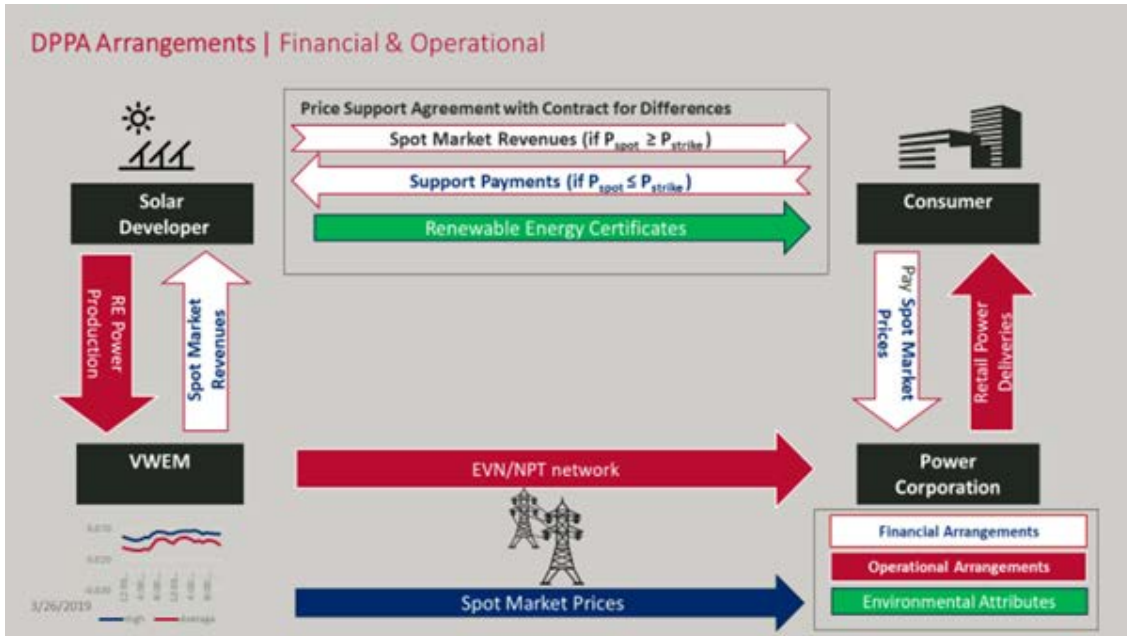 DPPA Arrangements | Financial & Operational
Price Support Agreement with Contract for Differences
Spot Market Revenues (if Pspot ≥ Pstrike)
Support Payments (if Pspot ≤ Pstrike)
Renewable Energy Certificates
Solar
Developer
Consumer
RE Power
Production
Spot Market
Revenues
Pay Spot Market
Prices
Retail Power
Deliveries
VWEM
EVN/NPT network
Power
Corporation
Financial Arrangements
Operational Arrangements
Environmental Attributes
Spot Market Prices
3/26/2019
High
Average